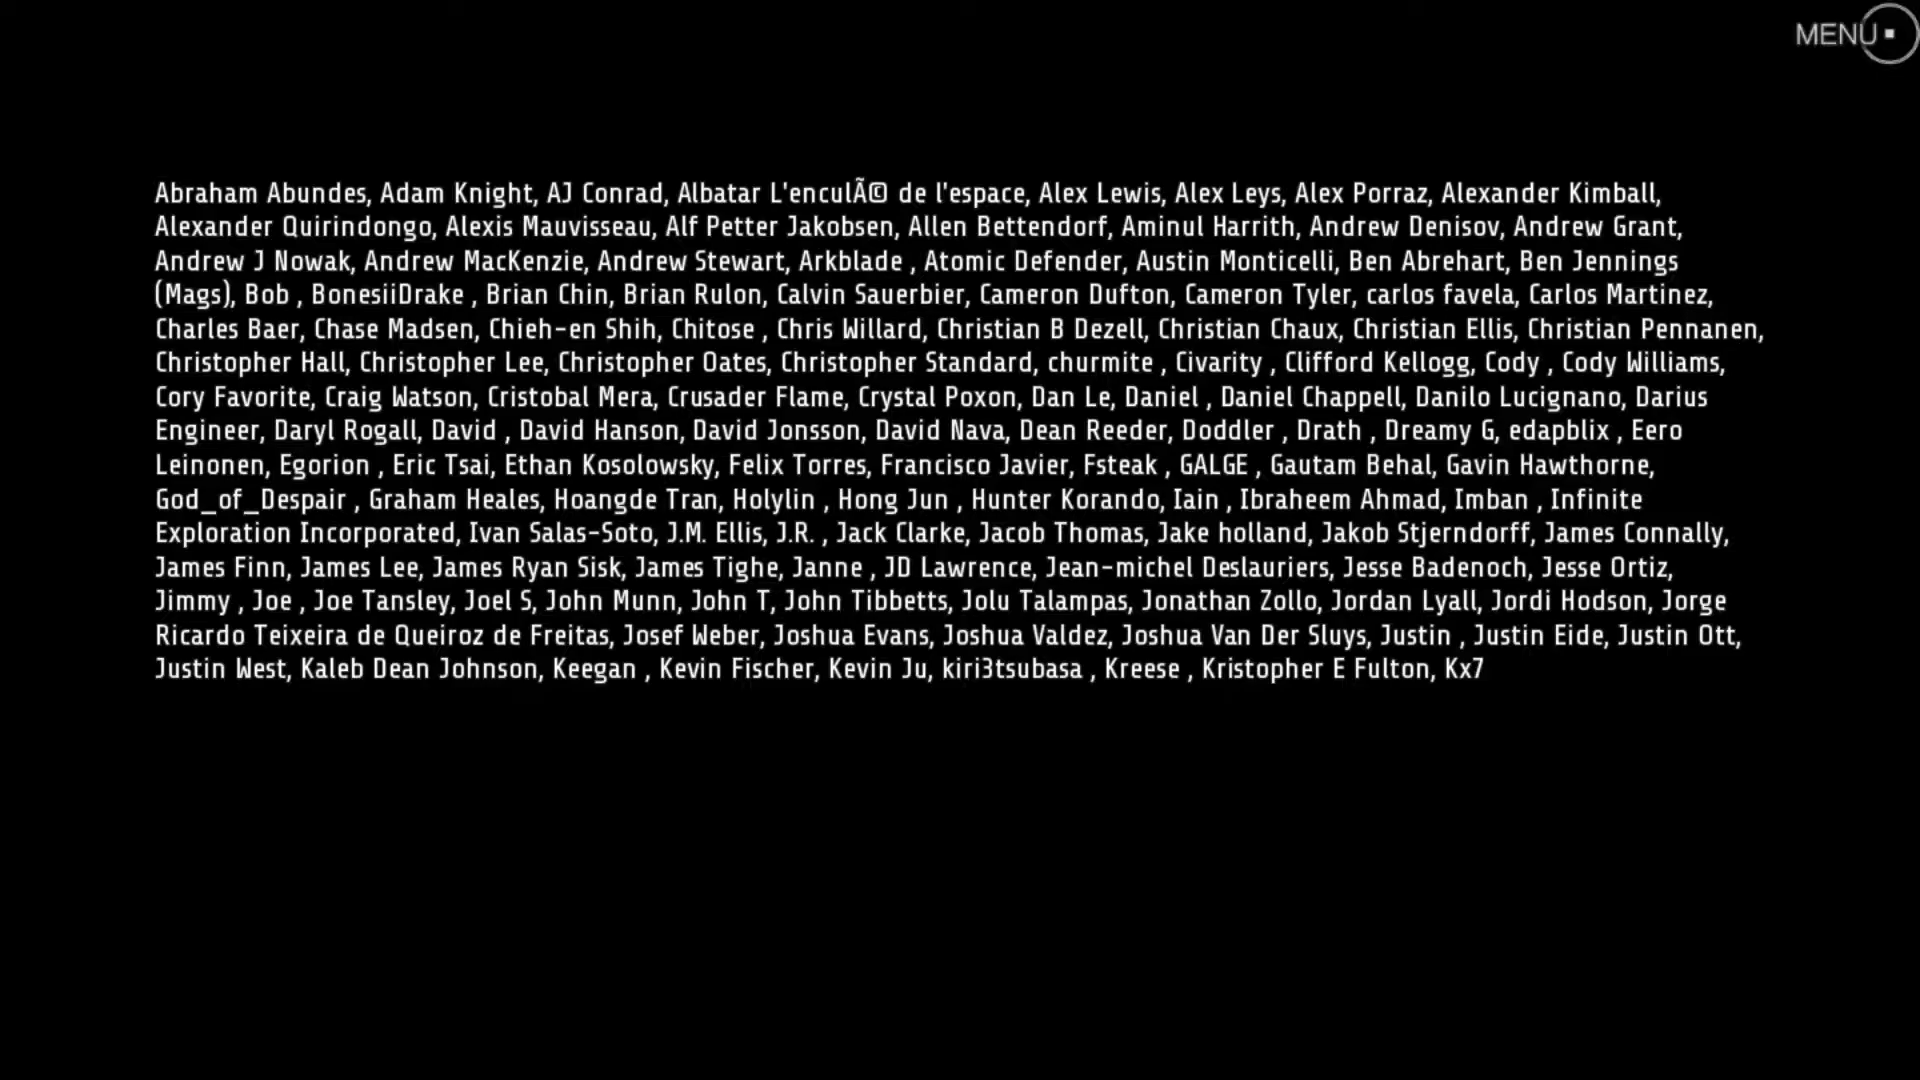 MENU
Abraham Abundes, Adam Knight, AJ Conrad, Albatar L'enculÃ© de l'espace, Alex Lewis, Alex Leys, Alex Porraz, Alexander Kimball,
Alexander Quirindongo, Alexis Mauvisseau, Alf Petter Jakobsen, Allen Bettendorf, Aminul Harrith, Andrew Denisov, Andrew Grant,
Andrew J Nowak, Andrew MacKenzie, Andrew Stewart, Arkblade , Atomic Defender, Austin Monticelli, Ben Abrehart, Ben Jennings
(Mags), Bob , BonesiiDrake , Brian Chin, Brian Rulon, Calvin Sauerbier, Cameron Dufton, Cameron Tyler, carlos favela, Carlos Martinez,
Charles Baer, Chase Madsen, Chieh-en Shih, Chitose , Chris Willard, Christian B Dezell, Christian Chaux, Christian Ellis, Christian Pennanen,
Christopher Hall, Christopher Lee, Christopher Oates, Christopher Standard, churmite , Civarity , Clifford Kellogg, Cody , Cody Williams,
Cory Favorite, Craig Watson, Cristobal Mera, Crusader Flame, Crystal Poxon, Dan Le, Daniel , Daniel Chappell, Danilo Lucignano, Darius
Engineer, Daryl Rogall, David , David Hanson, David Jonsson, David Nava, Dean Reeder, Doddler , Drath , Dreamy G, edapblix , Eero
Leinonen, Egorion , Eric Tsai, Ethan Kosolowsky, Felix Torres, Francisco Javier, Fsteak , GALGE , Gautam Behal, Gavin Hawthorne,
God_of_Despair , Graham Heales, Hoangde Tran, Holylin , Hong Jun , Hunter Korando, Iain , Ibraheem Ahmad, Imban , Infinite
Exploration Incorporated, Ivan Salas-Soto, J.M. Ellis, J.R. , Jack Clarke, Jacob Thomas, Jake holland, Jakob Stjerndorff, James Connally,
James Finn, James Lee, James Ryan Sisk, James Tighe, Janne , JD Lawrence, Jean-michel Deslauriers, Jesse Badenoch, Jesse Ortiz,
Jimmy , Joe , Joe Tansley, Joel S, John Munn, John T, John Tibbetts, Jolu Talampas, Jonathan Zollo, Jordan Lyall, Jordi Hodson, Jorge
Ricardo Teixeira de Queiroz de Freitas, Josef Weber, Joshua Evans, Joshua Valdez, Joshua Van Der Sluys, Justin , Justin Eide, Justin Ott,
Justin West, Kaleb Dean Johnson, Keegan , Kevin Fischer, Kevin Ju, kiri3tsubasa , Kreese , Kristopher E Fulton, Kx7